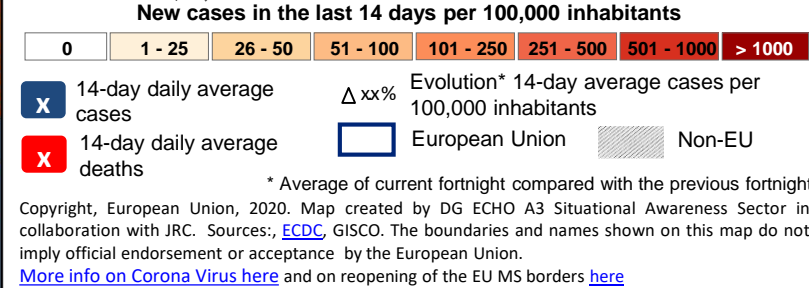 New cases in the last 14 days per 100,000 inhabitants
0 1 - 25 26 - 50 51 - 100 101 - 250 251 - 500 501 - 1000 > 1000
X 14-day daily average cases
Δ xx% Evolution* 14-day average cases per 100,000 inhabitants
X 14-day daily average deaths
European Union Non-EU
* Average of current fortnight compared with the previous fortnight
Copyright, European Union, 2020. Map created by DG ECHO A3 Situational Awareness Sector in
collaboration with JRC. Sources:, ECDC, GISCO. The boundaries and names shown on this map do not
imply official endorsement or acceptance by the European Union.
More info on Corona Virus here and on reopening of the EU MS borders here